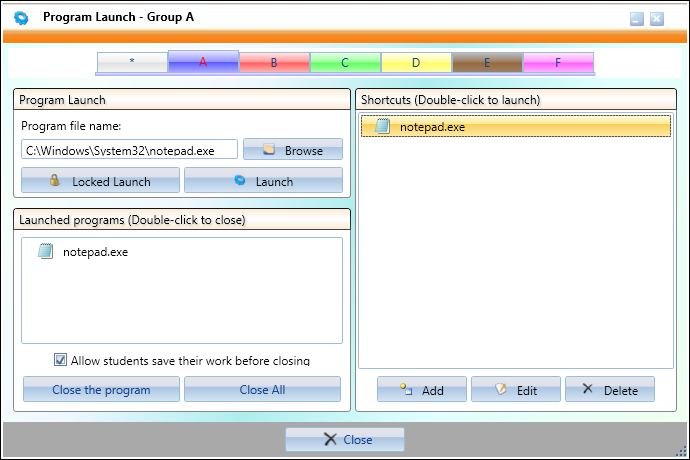 Program Launch - Group A
* A B C D E F
Program Launch
Program file name:
C:\Windows\System32\notepad.exe
Browse
Locked Launch
Launch
Launched programs (Double-click to close)
notepad.exe
Allow students save their work before closing
Close the program
Close All
Shortcuts (Double-click to launch)
notepad.exe
Add
Edit
Delete
Close